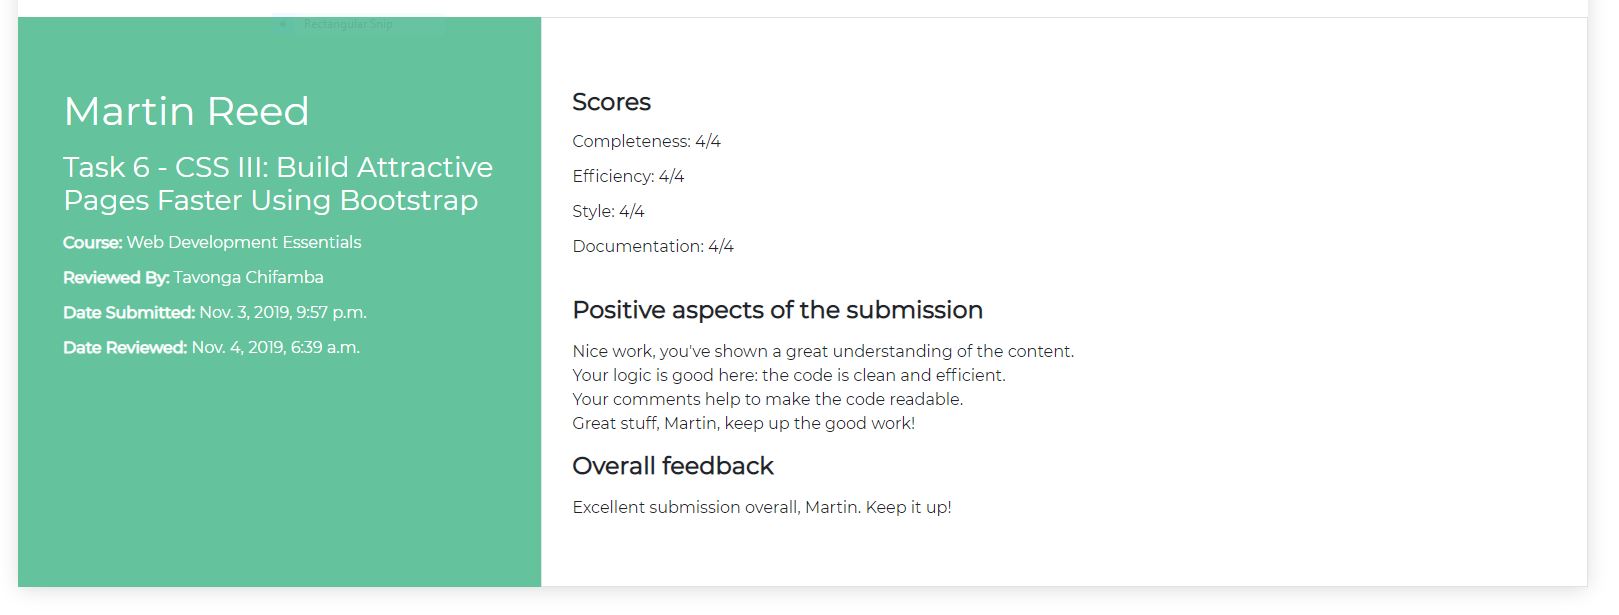 Rectangular Snip
Martin Reed
Task 6 - CSS III: Build Attractive
Pages Faster Using Bootstrap
Course: Web Development Essentials
Reviewed By: Tavonga Chifamba
Date Submitted: Nov. 3, 2019, 9:57 p.m.
Date Reviewed: Nov. 4, 2019, 6:39 a.m.
Scores
Completeness: 4/4
Efficiency: 4/4
Style: 4/4
Documentation: 4/4
Positive aspects of the submission
Nice work, you've shown a great understanding of the content.
Your logic is good here: the code is clean and efficient.
Your comments help to make the code readable.
Great stuff, Martin, keep up the good work!
Overall feedback
Excellent submission overall, Martin. Keep it up!